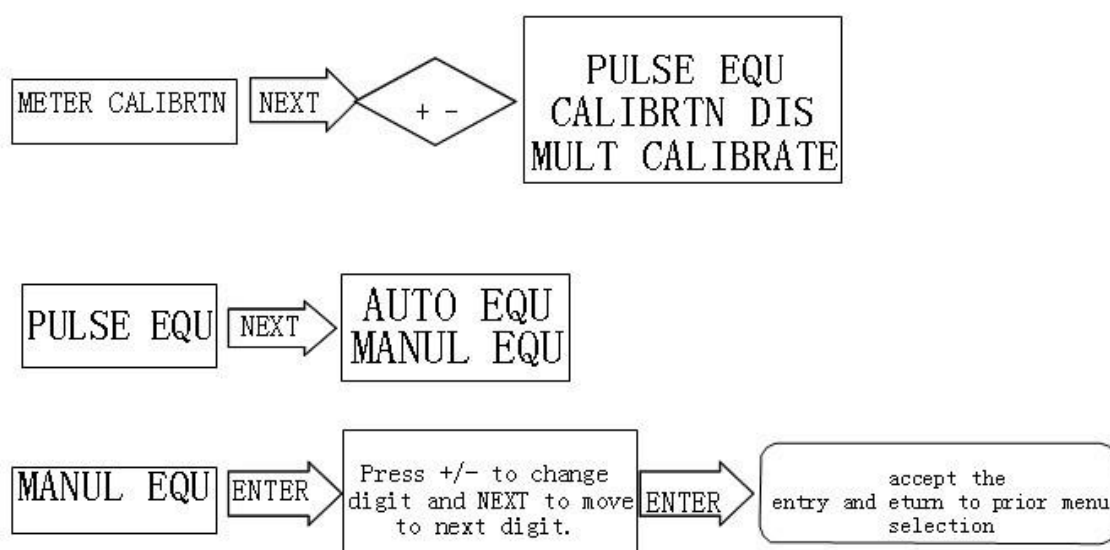 METER CALIBRTN
NEXT
+ -
PULSE EQU
CALIBRTN DIS
MULT CALIBRATE
PULSE EQU
NEXT
AUTO EQU
MANUL EQU
MANUL EQU
ENTER
Press +/- to change
digit and NEXT to move
to next digit.
ENTER
accept the
entry and eturn to prior menu
selection